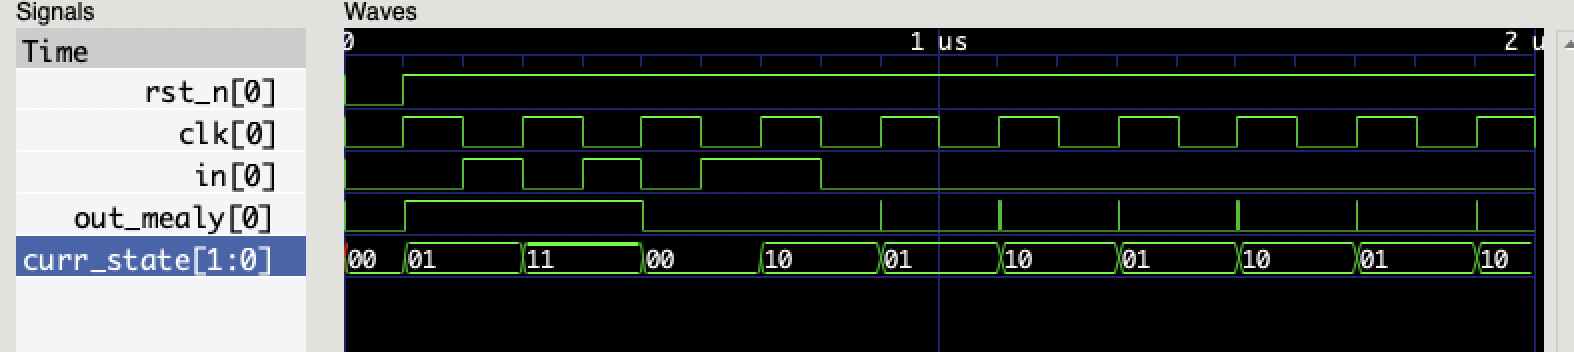 Signals
Waves
Time
0
1 us
2 u
rst_n[0]
clk[0]
in[0]
out_mealy[0]
curr_state[1:0]
00 01 11 00 10 01 10 01 10 01 10